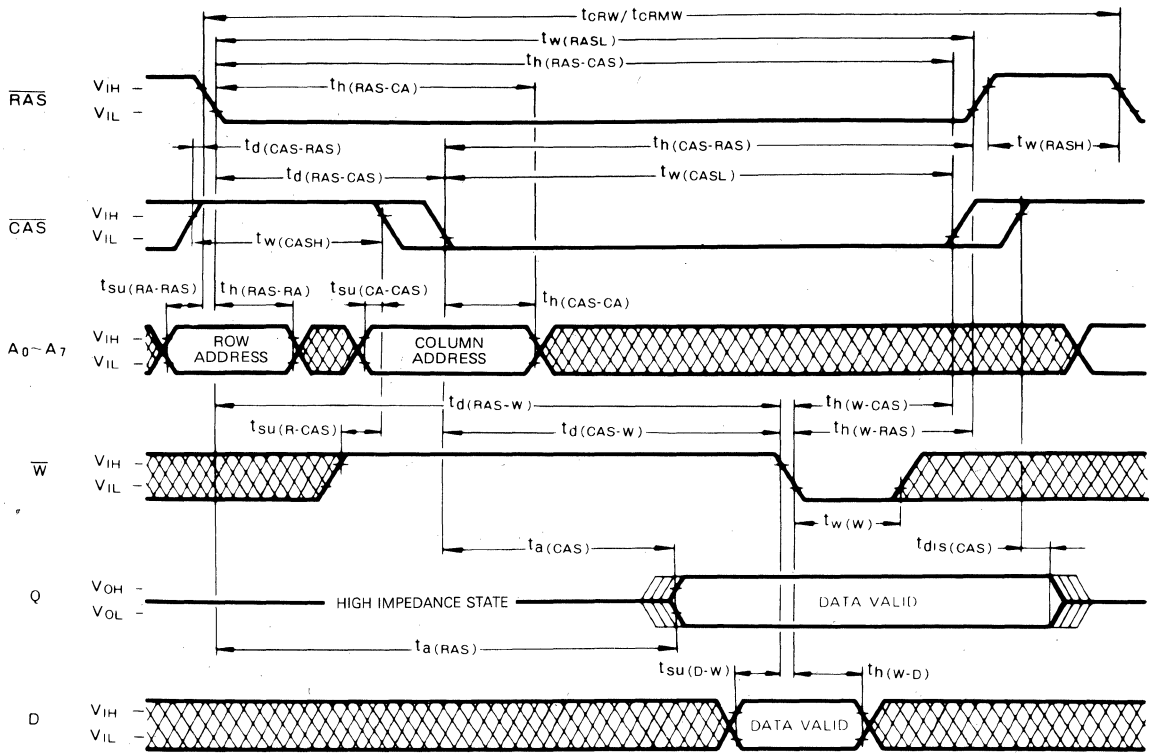 tCRW/tCRMW
tw(RASL)
th(RAS-CAS)
th(RAS-CA)
RAS
VIH
VIL
td(CAS-RAS)
th(CAS-RAS)
tw(RASH)
td(RAS-CAS)
tw(CASL)
CAS
VIH
VIL
tw(CASH)
tsu(RA-RAS)
th(RAS-RA)
tsu(CA-CAS)
th(CAS-CA)
A0~A7
VIH
VIL
ROW ADDRESS
COLUMN ADDRESS
td(RAS-W)
th(W-CAS)
tsu(R-CAS)
td(CAS-W)
th(W-RAS)
W
VIH
VIL
tw(W)
ta(CAS)
tdis(CAS)
Q
VOH
VOL
HIGH IMPEDANCE STATE
DATA VALID
ta(RAS)
tsu(D-W)
th(W-D)
D
VIH
VIL
DATA VALID